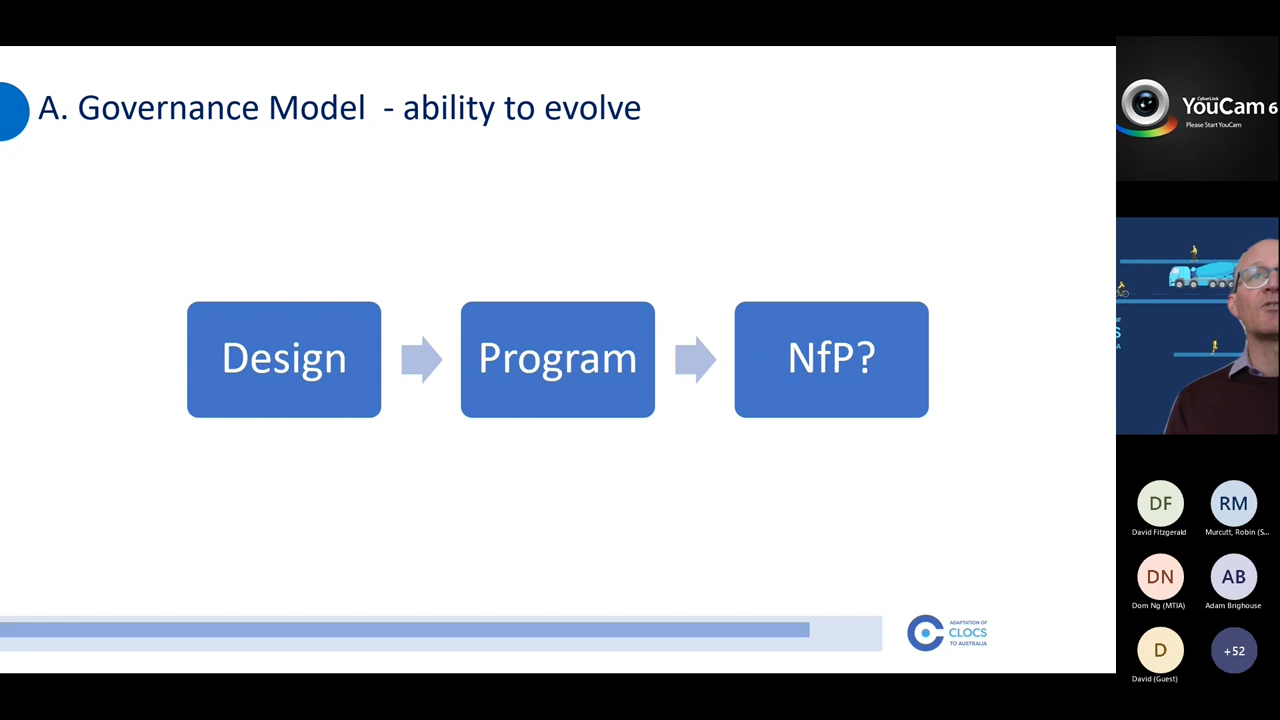 A. Governance Model - ability to evolve
Design
Program
NfP?
ADAPTATION OF
CLOCS
TO AUSTRALIA
CyberLink
YouCam 6
Please Start YouCam
DF
RM
David Fitzgerald
Murcutt, Robin (S...
DN
AB
Dom Ng (MTIA)
Adam Brighouse
D
+52
David (Guest)